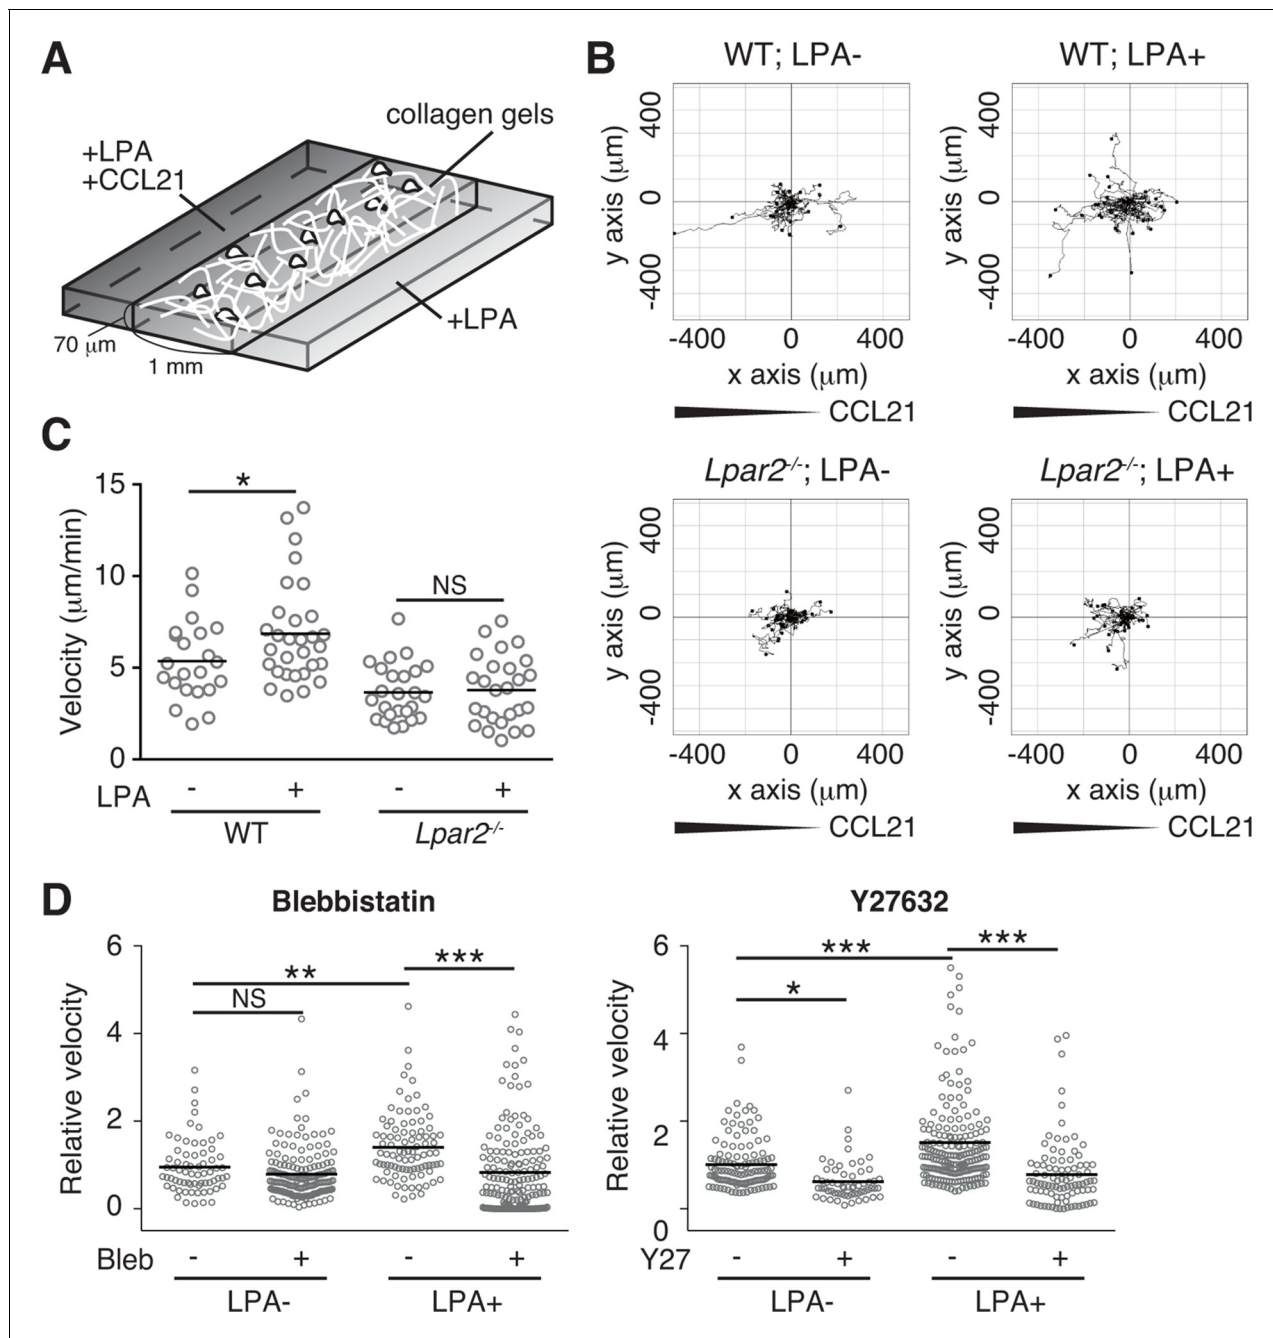 A
+LPA
+CCL21
collagen gels
+LPA
70 μm
1 mm
B
WT; LPA-
y axis (μm)
400
0
-400
-400 0 400
x axis (μm)
CCL21
WT; LPA+
y axis (μm)
400
0
-400
-400 0 400
x axis (μm)
CCL21
Lpar2-/-; LPA-
y axis (μm)
400
0
-400
-400 0 400
x axis (μm)
CCL21
Lpar2-/-; LPA+
y axis (μm)
400
0
-400
-400 0 400
x axis (μm)
CCL21
C
Velocity (μm/min)
15
10
5
0
* NS
LPA - + - +
WT Lpar2-/-
D
Blebbistatin
Relative velocity
6
4
2
0
***
**
NS
Bleb - + - +
LPA- LPA+
Y27632
Relative velocity
6
4
2
0
*** ***
*
Y27 - + - +
LPA- LPA+